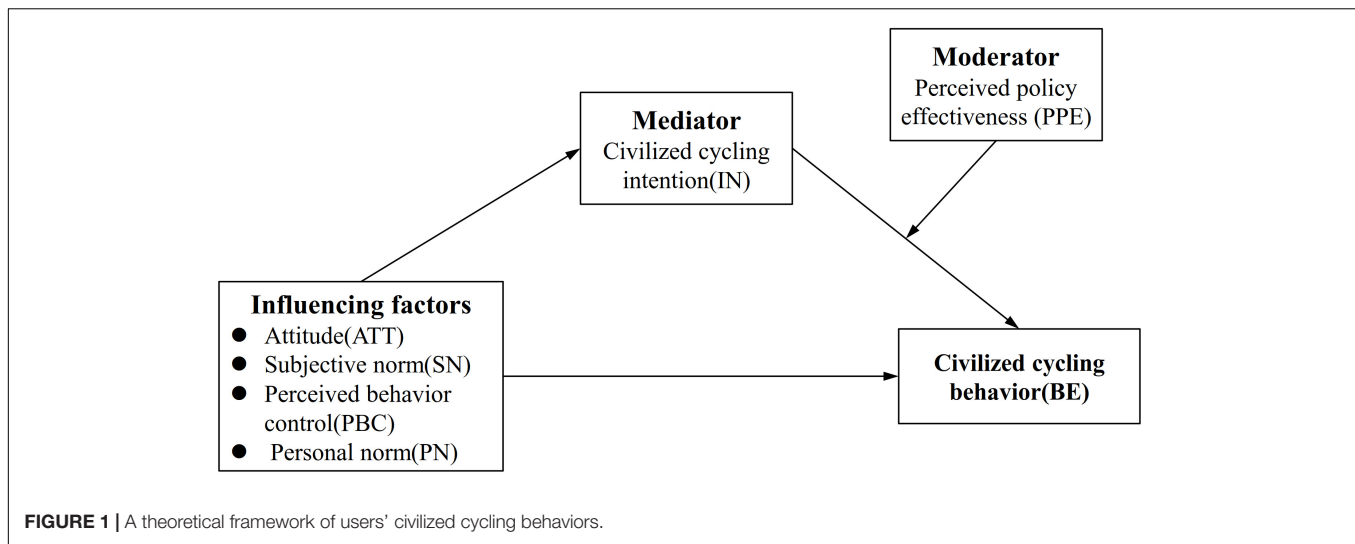 Moderator
Perceived policy
effectiveness (PPE)
Mediator
Civilized cycling
intention(IN)
Influencing factors
● Attitude(ATT)
● Subjective norm(SN)
● Perceived behavior
control(PBC)
● Personal norm(PN)
Civilized cycling
behavior(BE)
FIGURE 1 | A theoretical framework of users’ civilized cycling behaviors.